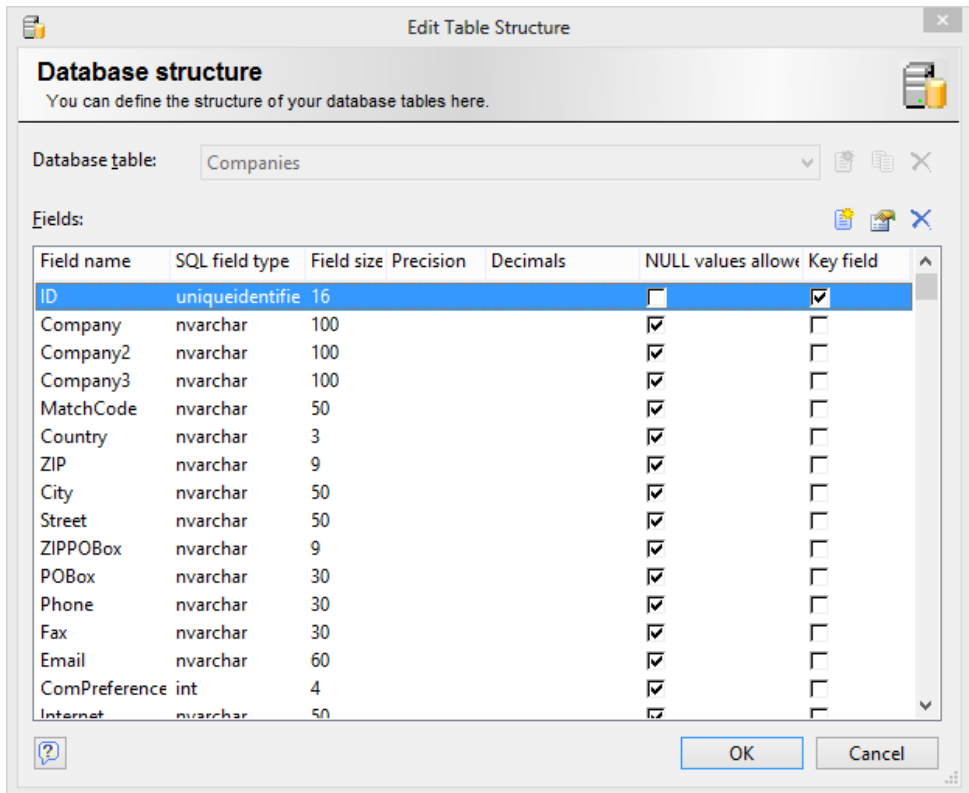 Edit Table Structure
Database structure
You can define the structure of your database tables here.
Database table: Companies
Fields:
Field name SQL field type Field size Precision Decimals NULL values allowe Key field
ID uniqueidentifie 16
Company nvarchar 100
Company2 nvarchar 100
Company3 nvarchar 100
MatchCode nvarchar 50
Country nvarchar 3
ZIP nvarchar 9
City nvarchar 50
Street nvarchar 50
ZIPPOBox nvarchar 9
POBox nvarchar 30
Phone nvarchar 30
Fax nvarchar 30
Email nvarchar 60
ComPreference int 4
Internet nvarchar 50
OK Cancel